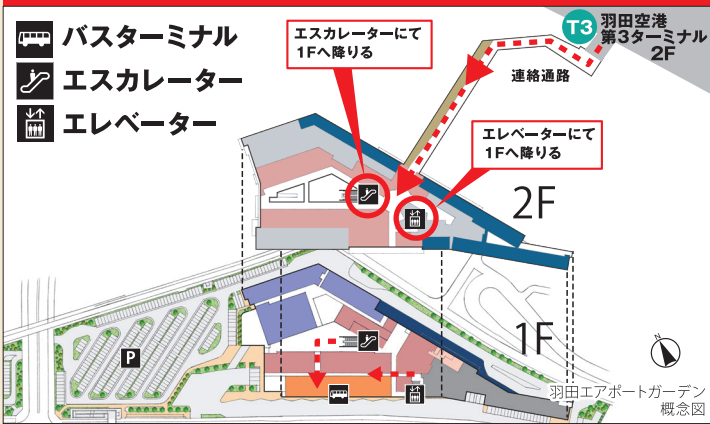 バスターミナル
エスカレーター
エレベーター
エスカレーターにて
1Fへ降りる
T3
羽田空港
第3ターミナル
2F
連絡通路
エレベーターにて
1Fへ降りる
2F
1F
P
N
羽田エアポートガーデン
概念図